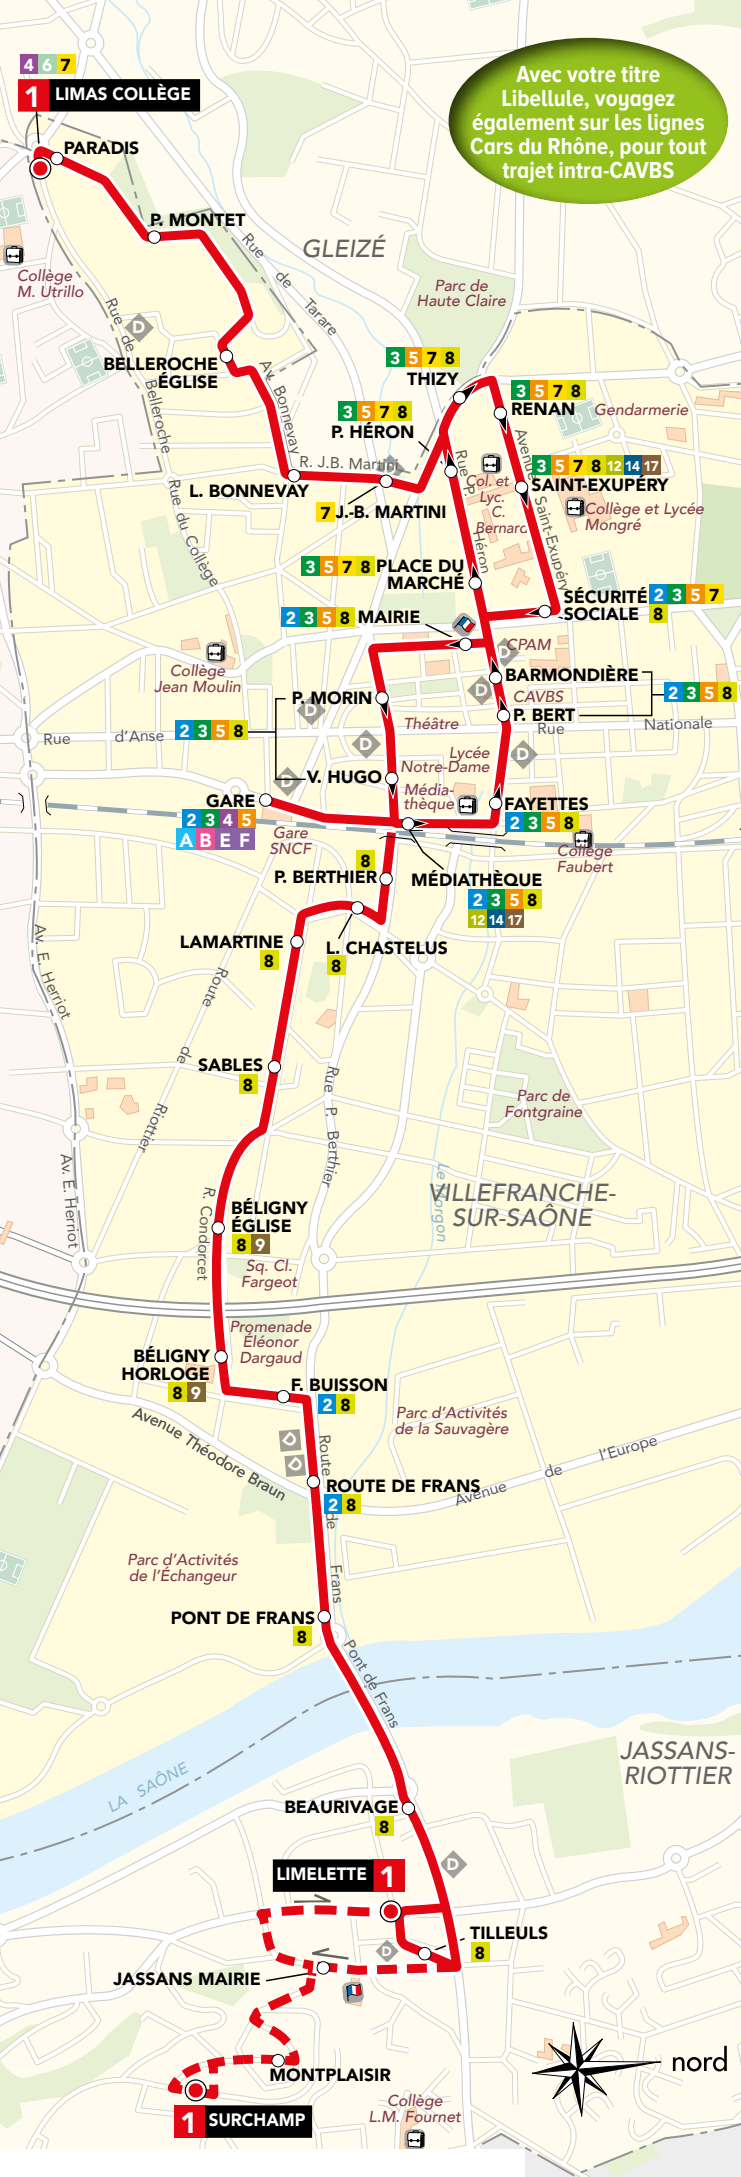 4 6 7
1 LIMAS COLLÈGE
Avec votre titre
Libellule, voyagez
également sur les lignes
Cars du Rhône, pour tout
trajet intra-CAVBS
PARADIS
P. MONTET
GLEIZÉ
Rue de Tarare
Collège
M. Utrillo
Parc de
Haute Claire
Rue de Belleroche
D
BELLEROCHE
ÉGLISE
Av. Bonnevay
3 5 7 8
THIZY
3 5 7 8
RENAN
Gendarmerie
3 5 7 8
P. HÉRON
R. J.B. Martini
L. BONNEVAY
7 J.-B. MARTINI
Rue du Collège
Rue P. Héron
Col. et
Lyc.
C.
Bernard
Avenue Saint-Exupéry
3 5 7 8 12 14 17
SAINT-EXUPÉRY
Collège et Lycée
Mongré
3 5 7 8 PLACE DU
MARCHÉ
SÉCURITÉ 2 3 5 7
SOCIALE 8
2 3 5 8 MAIRIE
D
CPAM
Collège
Jean Moulin
BARMONDIÈRE
P. MORIN
D
D
CAVBS
2 3 5 8
P. BERT
Rue Nationale
Théâtre
2 3 5 8
Rue d'Anse
D
D
Lycée
Notre-Dame
D
V. HUGO
Média-
thèque
GARE
2 3 4 5
A B E F
Gare
SNCF
FAYETTES
2 3 5 8
Collège
Faubert
8
P. BERTHIER
MÉDIATHÈQUE
2 3 5 8
12 14 17
LAMARTINE
8
L. CHASTELUS
8
Av. E. Herriot
Route de Riottier
SABLES
8
Rue P. Berthier
Parc de
Fontgraine
Av. E. Herriot
Le Morgon
VILLEFRANCHE-
SUR-SAÔNE
R. Condorcet
BÉLIGNY
ÉGLISE
8 9
Sq. Cl.
Fargeot
Promenade
Éléonor
Dargaud
BÉLIGNY
HORLOGE
8 9
F. BUISSON
2 8
Avenue Théodore Braun
Parc d'Activités
de la Sauvagère
D
D
Route de Frans
ROUTE DE FRANS
2 8
Avenue de l'Europe
Parc d'Activités
de l'Échangeur
PONT DE FRANS
8
Pont de Frans
JASSANS-
RIOTTIER
LA SAÔNE
BEAURIVAGE
8
D
LIMELETTE 1
TILLEULS
8
D
JASSANS MAIRIE
nord
MONTPLAISIR
1 SURCHAMP
Collège
L.M. Fournet